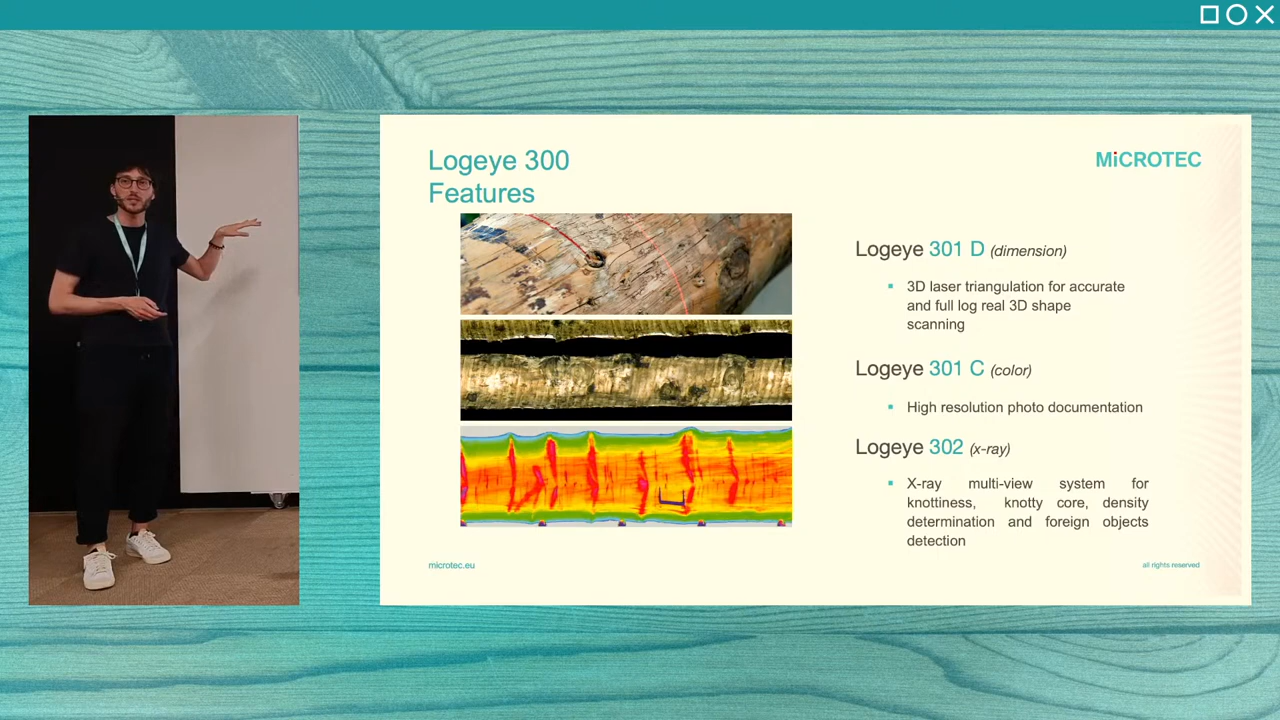 Logeye 300
Features
MiCROTEC
Logeye 301 D (dimension)
▪ 3D laser triangulation for accurate
and full log real 3D shape
scanning
Logeye 301 C (color)
▪ High resolution photo documentation
Logeye 302 (x-ray)
▪ X-ray multi-view system for
knottiness, knotty core, density
determination and foreign objects
detection
microtec.eu
all rights reserved